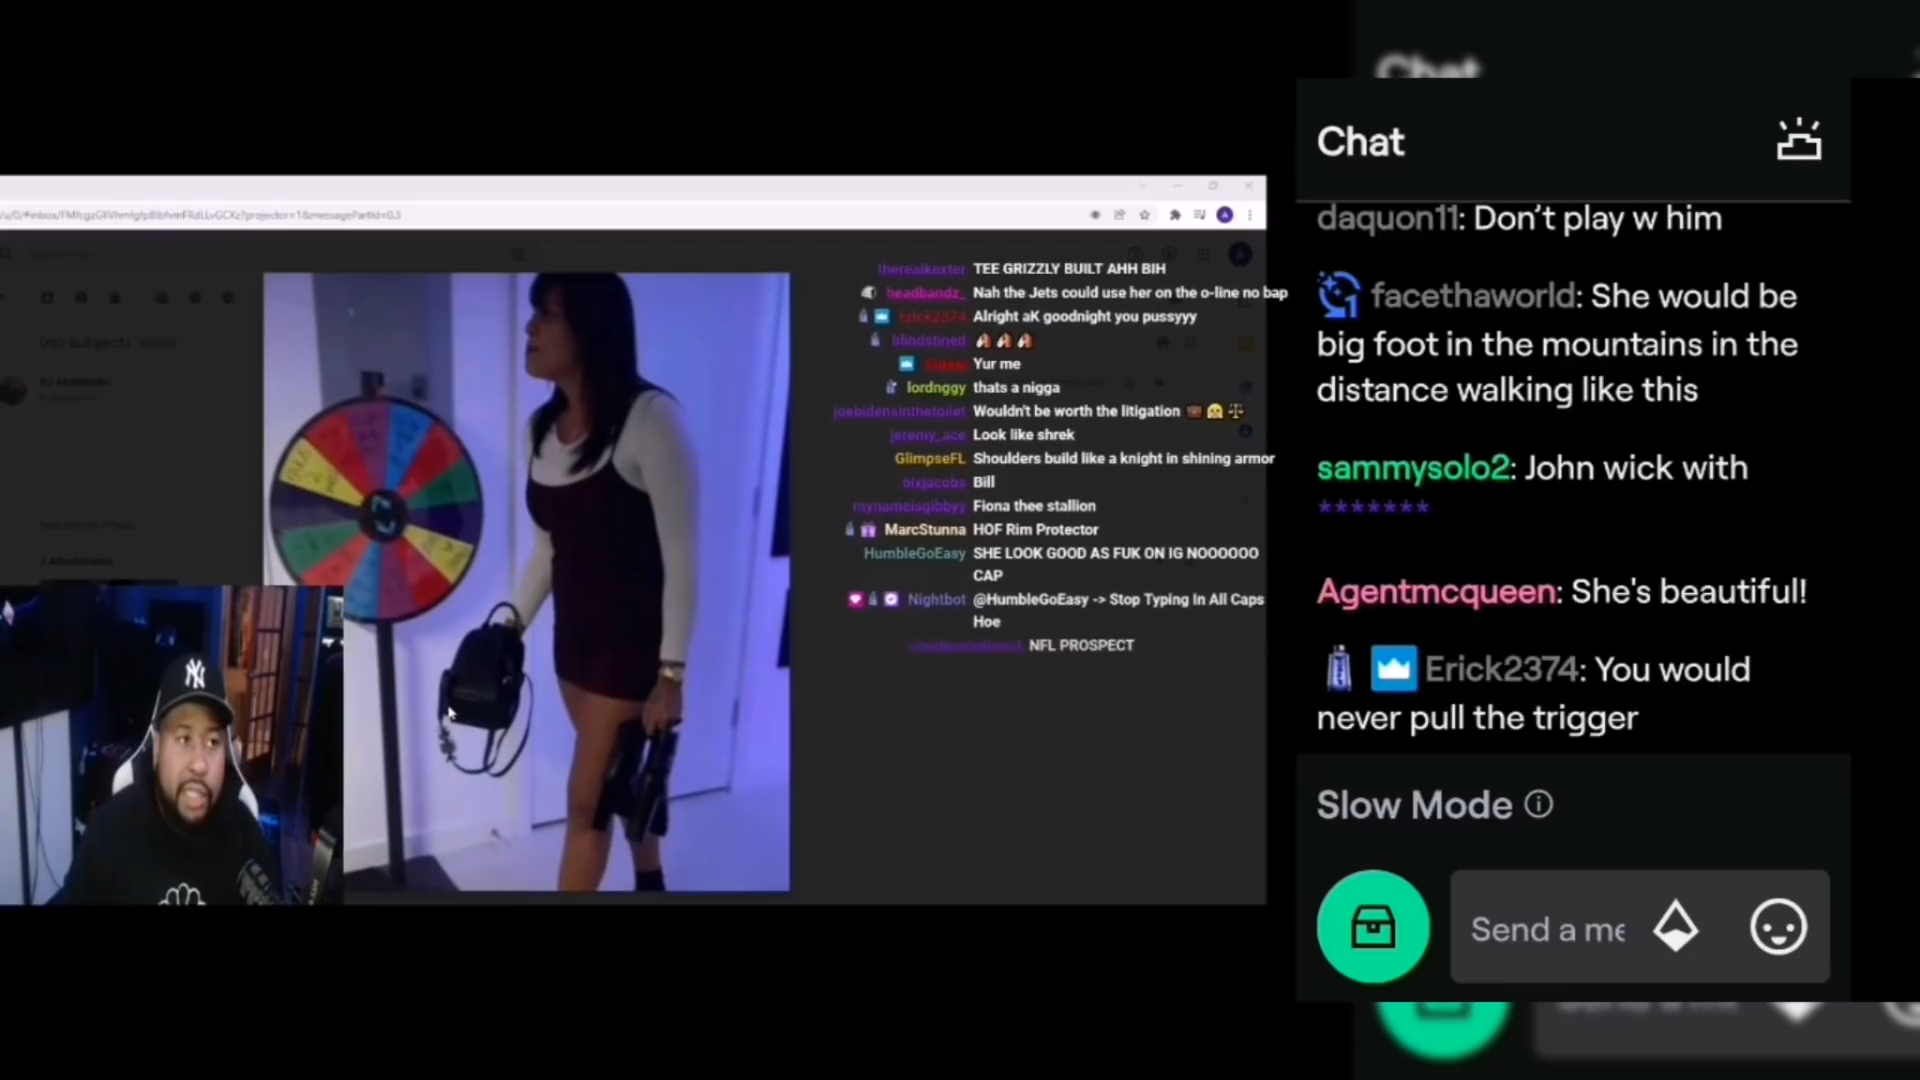 Chat
Chat
daquon11: Don't play w him
facethaworld: She would be
big foot in the mountains in the
distance walking like this
sammysolo2: John wick with
*******
Agentmcqueen: She's beautiful!
Erick2374: You would
never pull the trigger
Slow Mode
Send a me
(no subject)
therealkexter TEE GRIZZLY BUILT AHH BIH
headbandz_ Nah the Jets could use her on the o-line no bap
Erick2374 Alright aK goodnight you pussyyy
blindstined
Yur me
lordnggy thats a nigga
joebidensinthetoilet Wouldn't be worth the litigation
jeremy_ace Look like shrek
GlimpseFL Shoulders build like a knight in shining armor
bixjacobs Bill
mynameisgibbyy Fiona thee stallion
MarcStunna HOF Rim Protector
HumbleGoEasy SHE LOOK GOOD AS FUK ON IG NOOOOOO
CAP
Nightbot @HumbleGoEasy -> Stop Typing In All Caps
Hoe
NFL PROSPECT